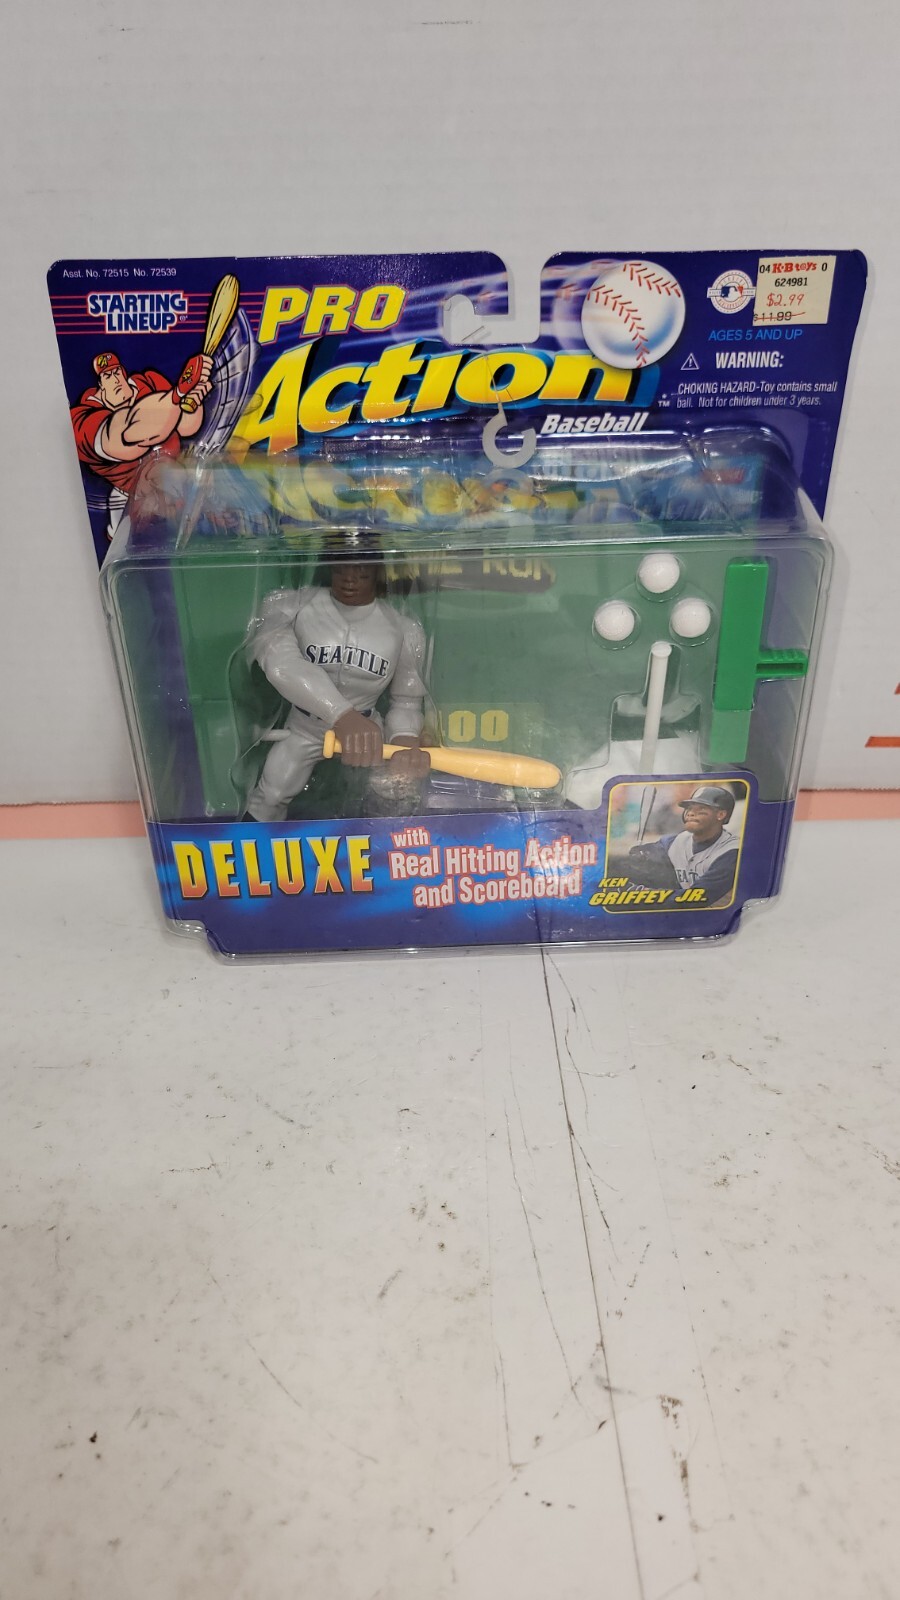 Asst. No. 72515 No. 72539
STARTING
LINEUP
PRO
Action
Baseball
04 K·B toys 0
624981
$2.99
$11.99
AGES 5 AND UP
WARNING:
CHOKING HAZARD-Toy contains small
ball. Not for children under 3 years.
SEATTLE
400
DELUXE
with
Real Hitting Action
and Scoreboard
KEN
GRIFFEY JR.